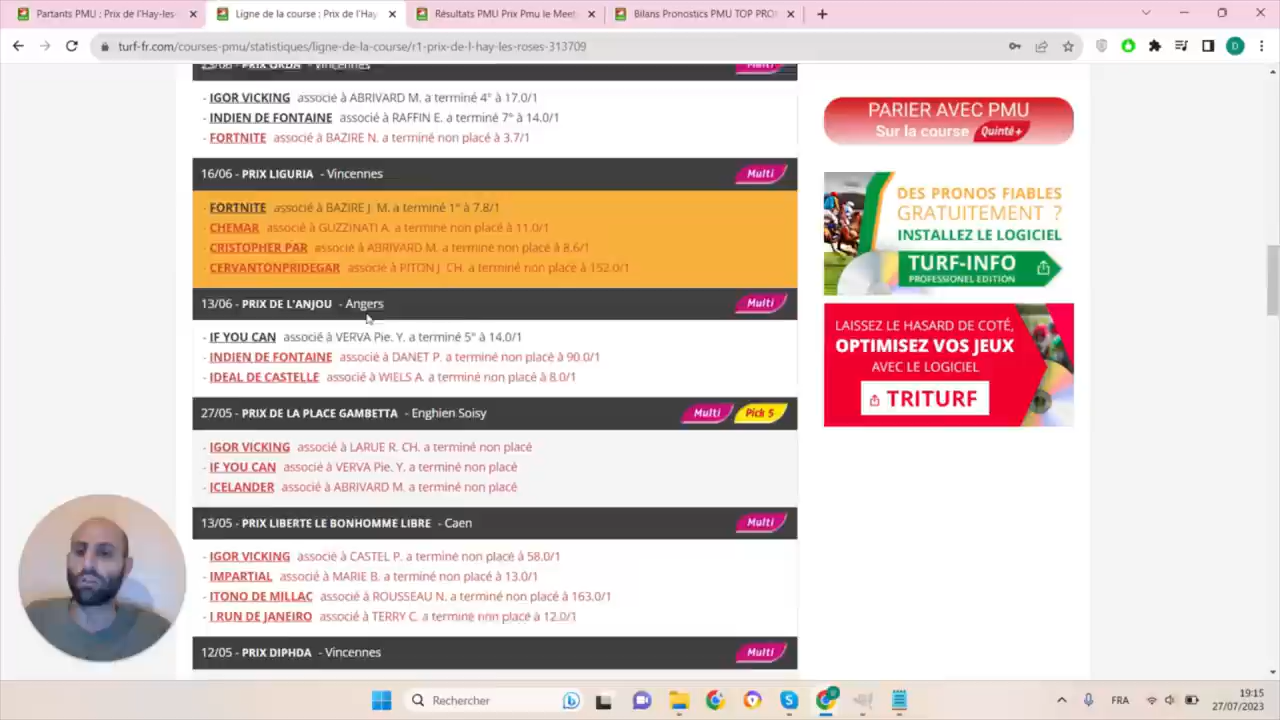 Partants PMU : Prix de l'Hay-les-
Ligne de la course : Prix de l'Hay
Résultats PMU Prix Pmu le Meet
Bilans Pronostics PMU TOP PRO
turf-fr.com/courses-pmu/statistiques/ligne-de-la-course/r1-prix-de-l-hay-les-roses-313709
D
23/06 - PRIX ORDA - Vincennes
Multi
- IGOR VICKING associé à ABRIVARD M. a terminé 4° à 17.0/1
- INDIEN DE FONTAINE associé à RAFFIN E. a terminé 7° à 14.0/1
- FORTNITE associé à BAZIRE N. a terminé non placé à 3.7/1
16/06 - PRIX LIGURIA - Vincennes
Multi
- FORTNITE associé à BAZIRE J. M. a terminé 1° à 7.8/1
- CHEMAR associé à GUZZINATI A. a terminé non placé à 11.0/1
- CRISTOPHER PAR associé à ABRIVARD M. a terminé non placé à 8.6/1
- CERVANTONPRIDEGAR associé à PITON J. CH. a terminé non placé à 152.0/1
13/06 - PRIX DE L'ANJOU - Angers
Multi
- IF YOU CAN associé à VERVA Pie. Y. a terminé 5° à 14.0/1
- INDIEN DE FONTAINE associé à DANET P. a terminé non placé à 90.0/1
- IDEAL DE CASTELLE associé à WIELS A. a terminé non placé à 8.0/1
27/05 - PRIX DE LA PLACE GAMBETTA - Enghien Soisy
Multi Pick 5
- IGOR VICKING associé à LARUE R. CH. a terminé non placé
- IF YOU CAN associé à VERVA Pie. Y. a terminé non placé
- ICELANDER associé à ABRIVARD M. a terminé non placé
13/05 - PRIX LIBERTE LE BONHOMME LIBRE - Caen
Multi
- IGOR VICKING associé à CASTEL P. a terminé non placé à 58.0/1
- IMPARTIAL associé à MARIE B. a terminé non placé à 13.0/1
- ITONO DE MILLAC associé à ROUSSEAU N. a terminé non placé à 163.0/1
- I RUN DE JANEIRO associé à TERRY C. a terminé non placé à 12.0/1
12/05 - PRIX DIPHDA - Vincennes
Multi
PARIER AVEC PMU
Sur la course Quinté+
DES PRONOS FIABLES
GRATUITEMENT ?
INSTALLEZ LE LOGICIEL
TURF-INFO
PROFESSIONEL EDITION
LAISSEZ LE HASARD DE COTÉ,
OPTIMISEZ VOS JEUX
AVEC LE LOGICIEL
TRITURF
Rechercher
FRA
19:15
27/07/2023